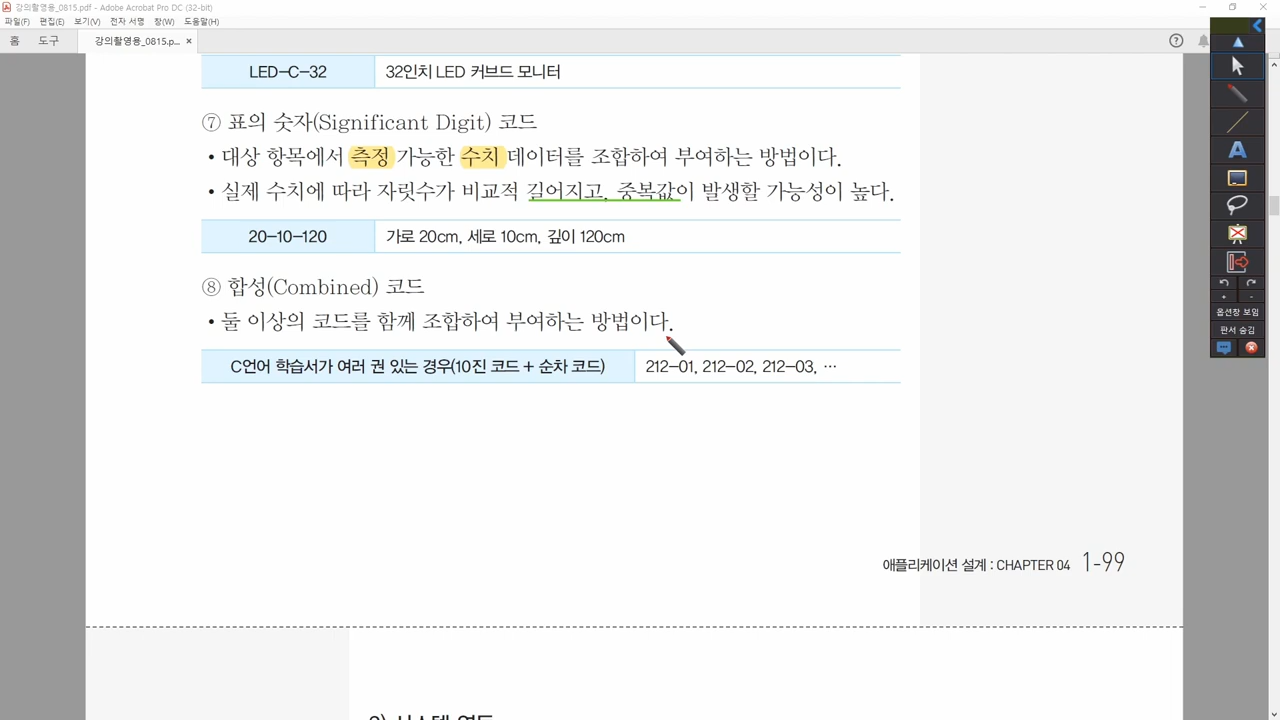 강의촬영용_0815.pdf - Adobe Acrobat Pro DC (32-bit)
파일(F) 편집(E) 보기(V) 전자 서명 창(W) 도움말(H)
홈 도구 강의촬영용_0815.p... ×
LED-C-32 32인치 LED 커브드 모니터
⑦ 표의 숫자(Significant Digit) 코드
• 대상 항목에서 측정 가능한 수치 데이터를 조합하여 부여하는 방법이다.
• 실제 수치에 따라 자릿수가 비교적 길어지고, 중복값이 발생할 가능성이 높다.
20-10-120 가로 20cm, 세로 10cm, 깊이 120cm
⑧ 합성(Combined) 코드
• 둘 이상의 코드를 함께 조합하여 부여하는 방법이다.
C언어 학습서가 여러 권 있는 경우(10진 코드 + 순차 코드) 212-01, 212-02, 212-03, ⋯
애플리케이션 설계 : CHAPTER 04 1-99
옵션창 보임
판서 숨김